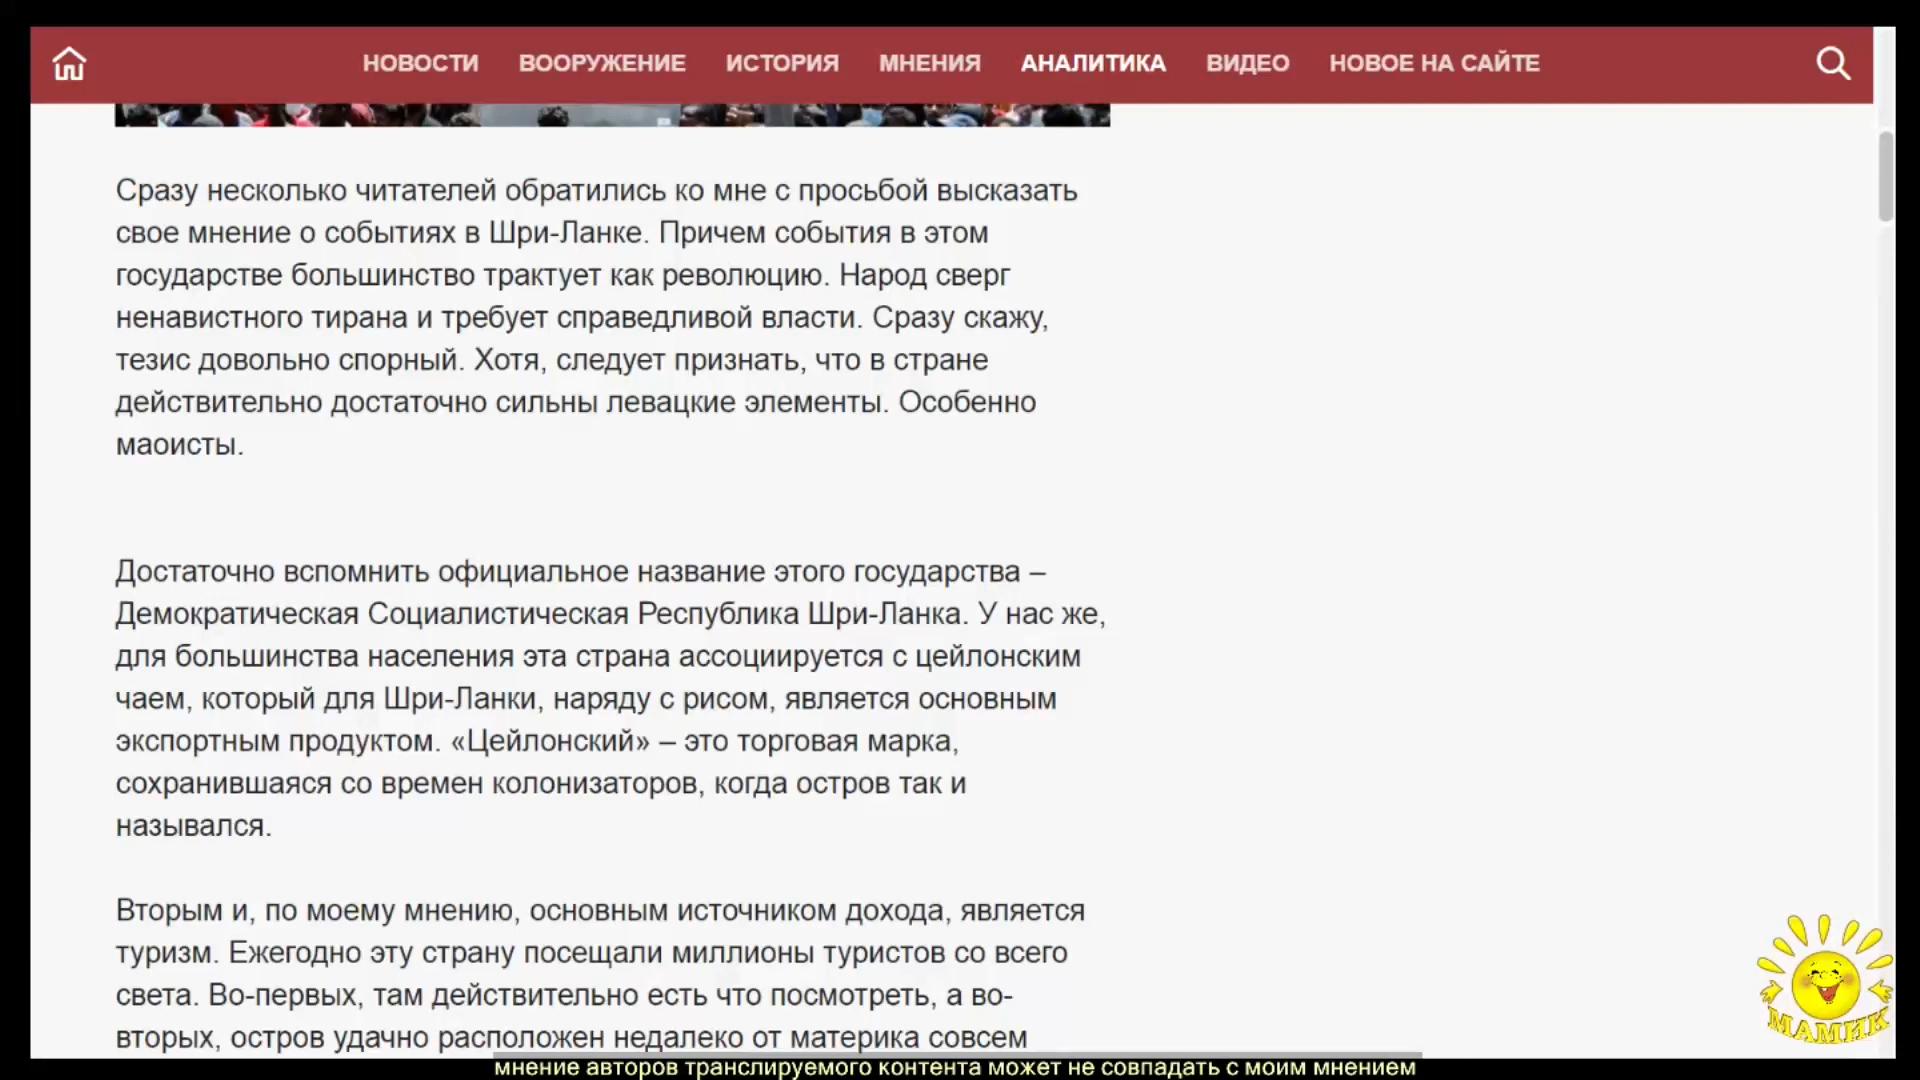 НОВОСТИ ВООРУЖЕНИЕ ИСТОРИЯ МНЕНИЯ АНАЛИТИКА ВИДЕО НОВОЕ НА САЙТЕ
Сразу несколько читателей обратились ко мне с просьбой высказать
свое мнение о событиях в Шри-Ланке. Причем события в этом
государстве большинство трактует как революцию. Народ сверг
ненавистного тирана и требует справедливой власти. Сразу скажу,
тезис довольно спорный. Хотя, следует признать, что в стране
действительно достаточно сильны левацкие элементы. Особенно
маоисты.
Достаточно вспомнить официальное название этого государства –
Демократическая Социалистическая Республика Шри-Ланка. У нас же,
для большинства населения эта страна ассоциируется с цейлонским
чаем, который для Шри-Ланки, наряду с рисом, является основным
экспортным продуктом. «Цейлонский» – это торговая марка,
сохранившаяся со времен колонизаторов, когда остров так и
назывался.
Вторым и, по моему мнению, основным источником дохода, является
туризм. Ежегодно эту страну посещали миллионы туристов со всего
света. Во-первых, там действительно есть что посмотреть, а во-
вторых, остров удачно расположен недалеко от материка совсем
МАМИК
мнение авторов транслируемого контента может не совпадать с моим мнением